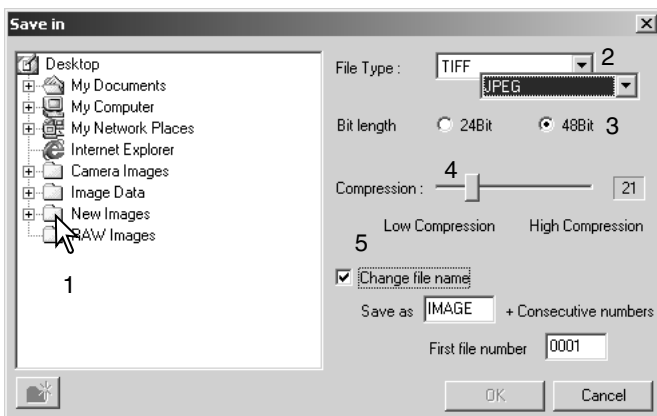 Save in
Desktop
My Documents
My Computer
My Network Places
Internet Explorer
Camera Images
Image Data
New Images
RAW Images
1
File Type :
TIFF
2
JPEG
Bit length
24Bit
48Bit
3
4
Compression :
21
Low Compression
High Compression
5
Change file name
Save as
IMAGE
+ Consecutive numbers
First file number
0001
OK
Cancel